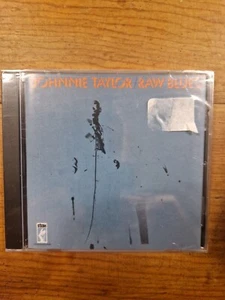 JOHNNIE TAYLOR RAW BLUES